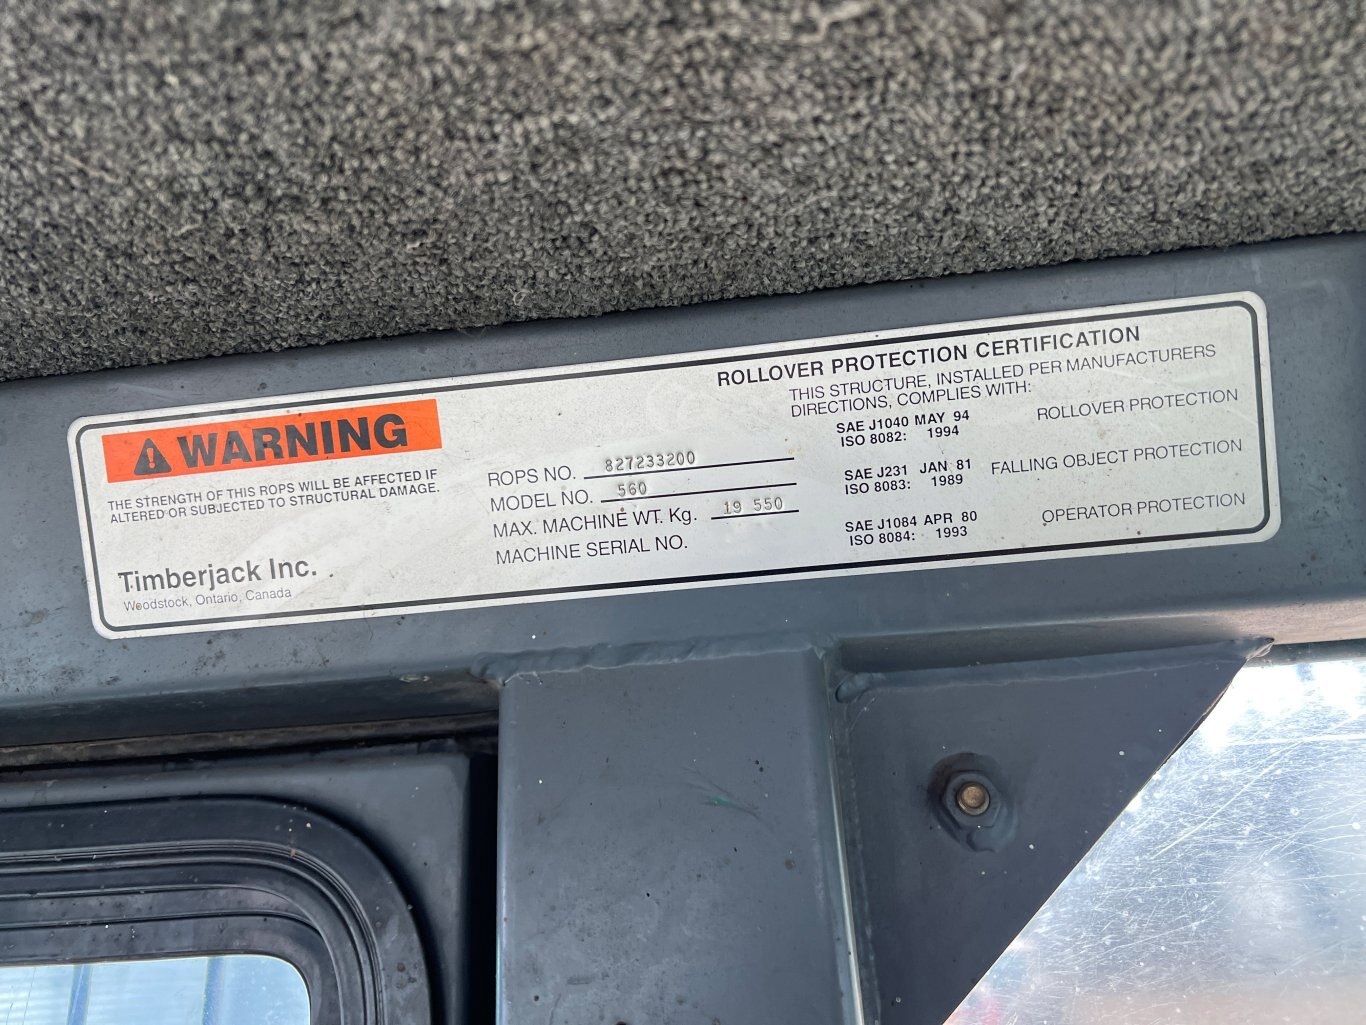 WARNING
THE STRENGTH OF THIS ROPS WILL BE AFFECTED IF
ALTERED OR SUBJECTED TO STRUCTURAL DAMAGE.
Timberjack Inc.
Woodstock, Ontario, Canada
ROPS NO. 827233200
MODEL NO. 560
MAX. MACHINE WT. Kg. 19 550
MACHINE SERIAL NO.
ROLLOVER PROTECTION CERTIFICATION
THIS STRUCTURE, INSTALLED PER MANUFACTURERS
DIRECTIONS, COMPLIES WITH:
SAE J1040 MAY 94 ROLLOVER PROTECTION
ISO 8082: 1994
SAE J231 JAN 81 FALLING OBJECT PROTECTION
ISO 8083: 1989
SAE J1084 APR 80 OPERATOR PROTECTION
ISO 8084: 1993